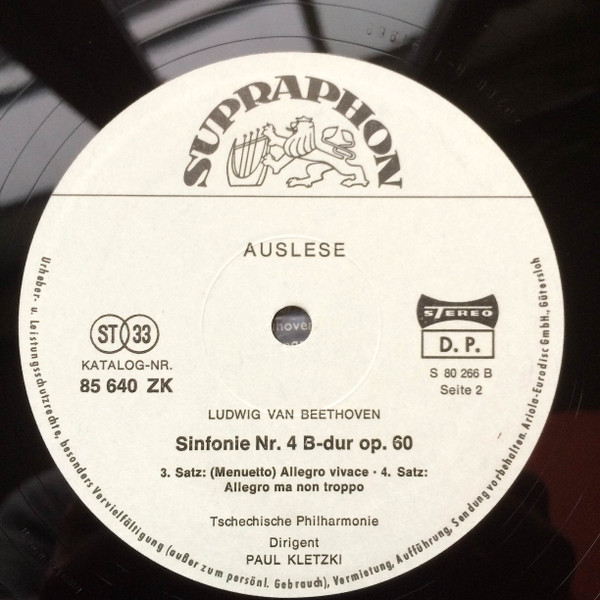 SUPRAPHON
AUSLESE
ST 33
KATALOG-NR.
85 640 ZK
STEREO
D. P.
S 80 266 B
Seite 2
LUDWIG VAN BEETHOVEN
Sinfonie Nr. 4 B-dur op. 60
3. Satz: (Menuetto) Allegro vivace · 4. Satz:
Allegro ma non troppo
Tschechische Philharmonie
Dirigent
PAUL KLETZKI
Urheber- u. Leistungsschutzrechte, besonders Vervielfältigung (außer zum persönl. Gebrauch), Vermietung, Aufführung, Sendung vorbehalten. Ariola-Eurodisc GmbH., Gütersloh